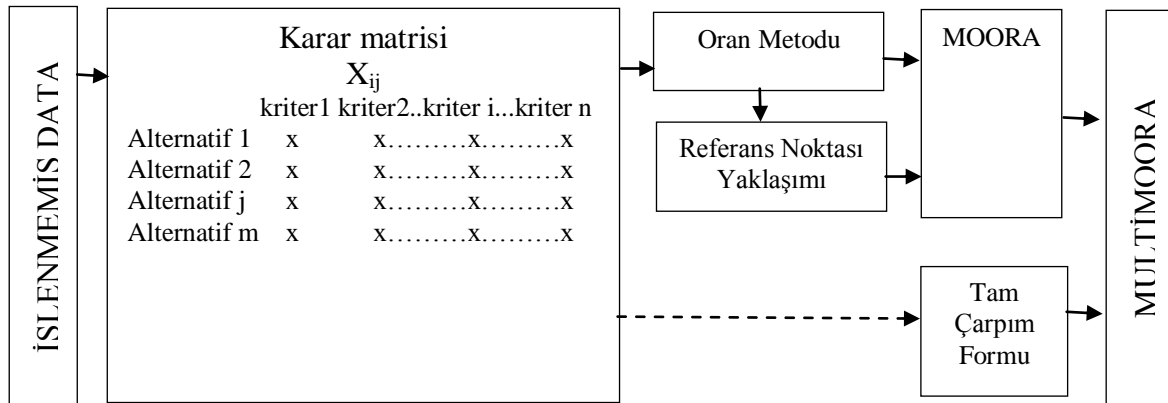 İSLENMEMİS DATA
Karar matrisi
Xij
kriter1 kriter2..kriter i...kriter n
Alternatif 1 x x.........x.........x
Alternatif 2 x x.........x.........x
Alternatif j x x.........x.........x
Alternatif m x x.........x.........x
Oran Metodu
Referans Noktası
Yaklaşımı
MOORA
Tam
Çarpım
Formu
MULTİMOORA